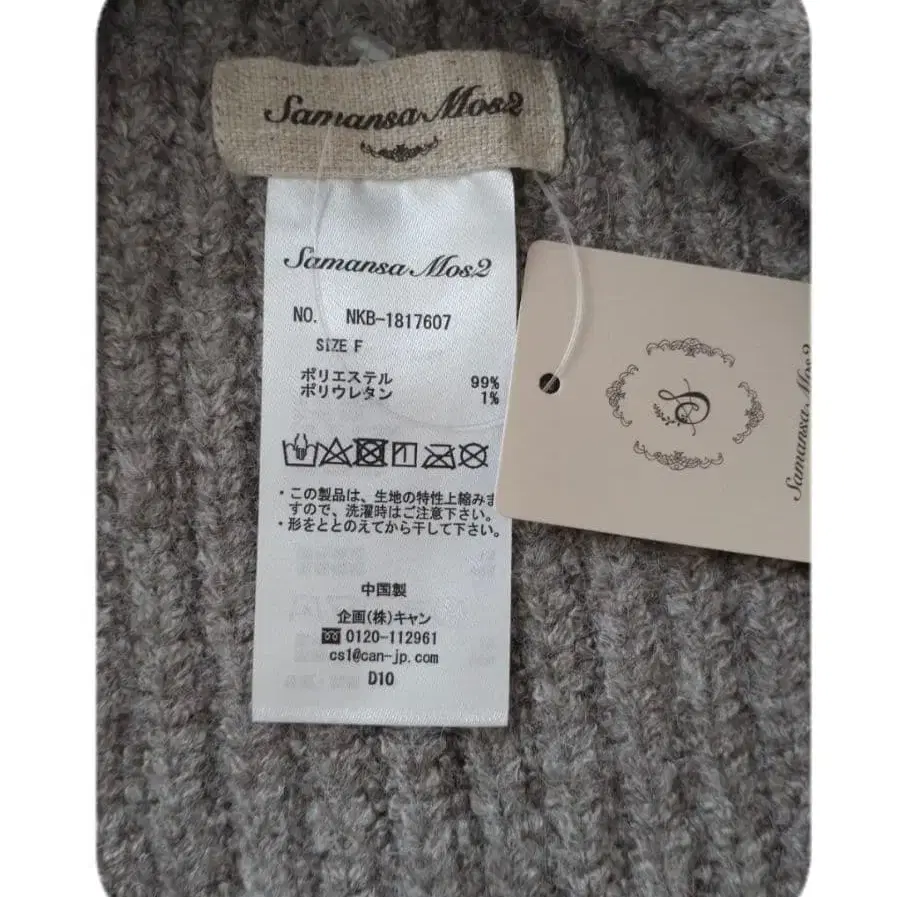 Samansa Mos2
Samansa Mos2
NO. NKB-1817607
SIZE F
ポリエステル 99%
ポリウレタン 1%
・この製品は、生地の特性上縮みま
すので、洗濯時はご注意下さい。
・形をととのえてから干して下さい。
中国製
企画(株)キャン
0120-112961
cs1@can-jp.com
D10
Samansa Mos2